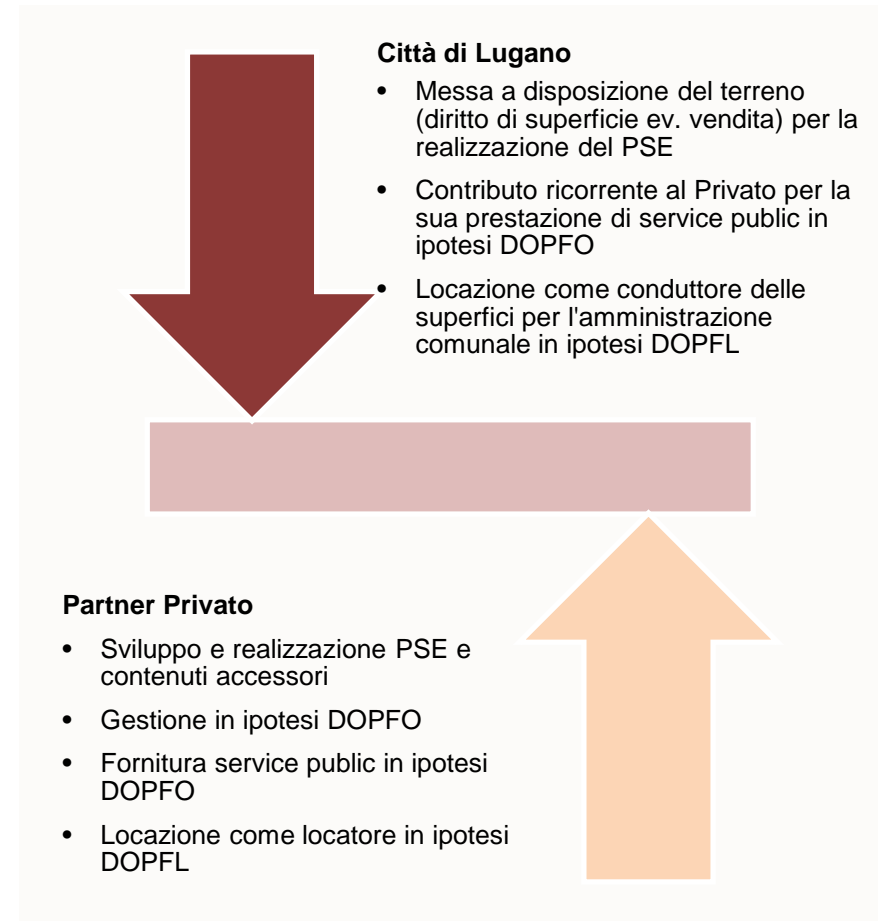 Città di Lugano
• Messa a disposizione del terreno
(diritto di superficie ev. vendita) per la
realizzazione del PSE
• Contributo ricorrente al Privato per la
sua prestazione di service public in
ipotesi DOPFO
• Locazione come conduttore delle
superfici per l'amministrazione
comunale in ipotesi DOPFL
Partner Privato
• Sviluppo e realizzazione PSE e
contenuti accessori
• Gestione in ipotesi DOPFO
• Fornitura service public in ipotesi
DOPFO
• Locazione come locatore in ipotesi
DOPFL